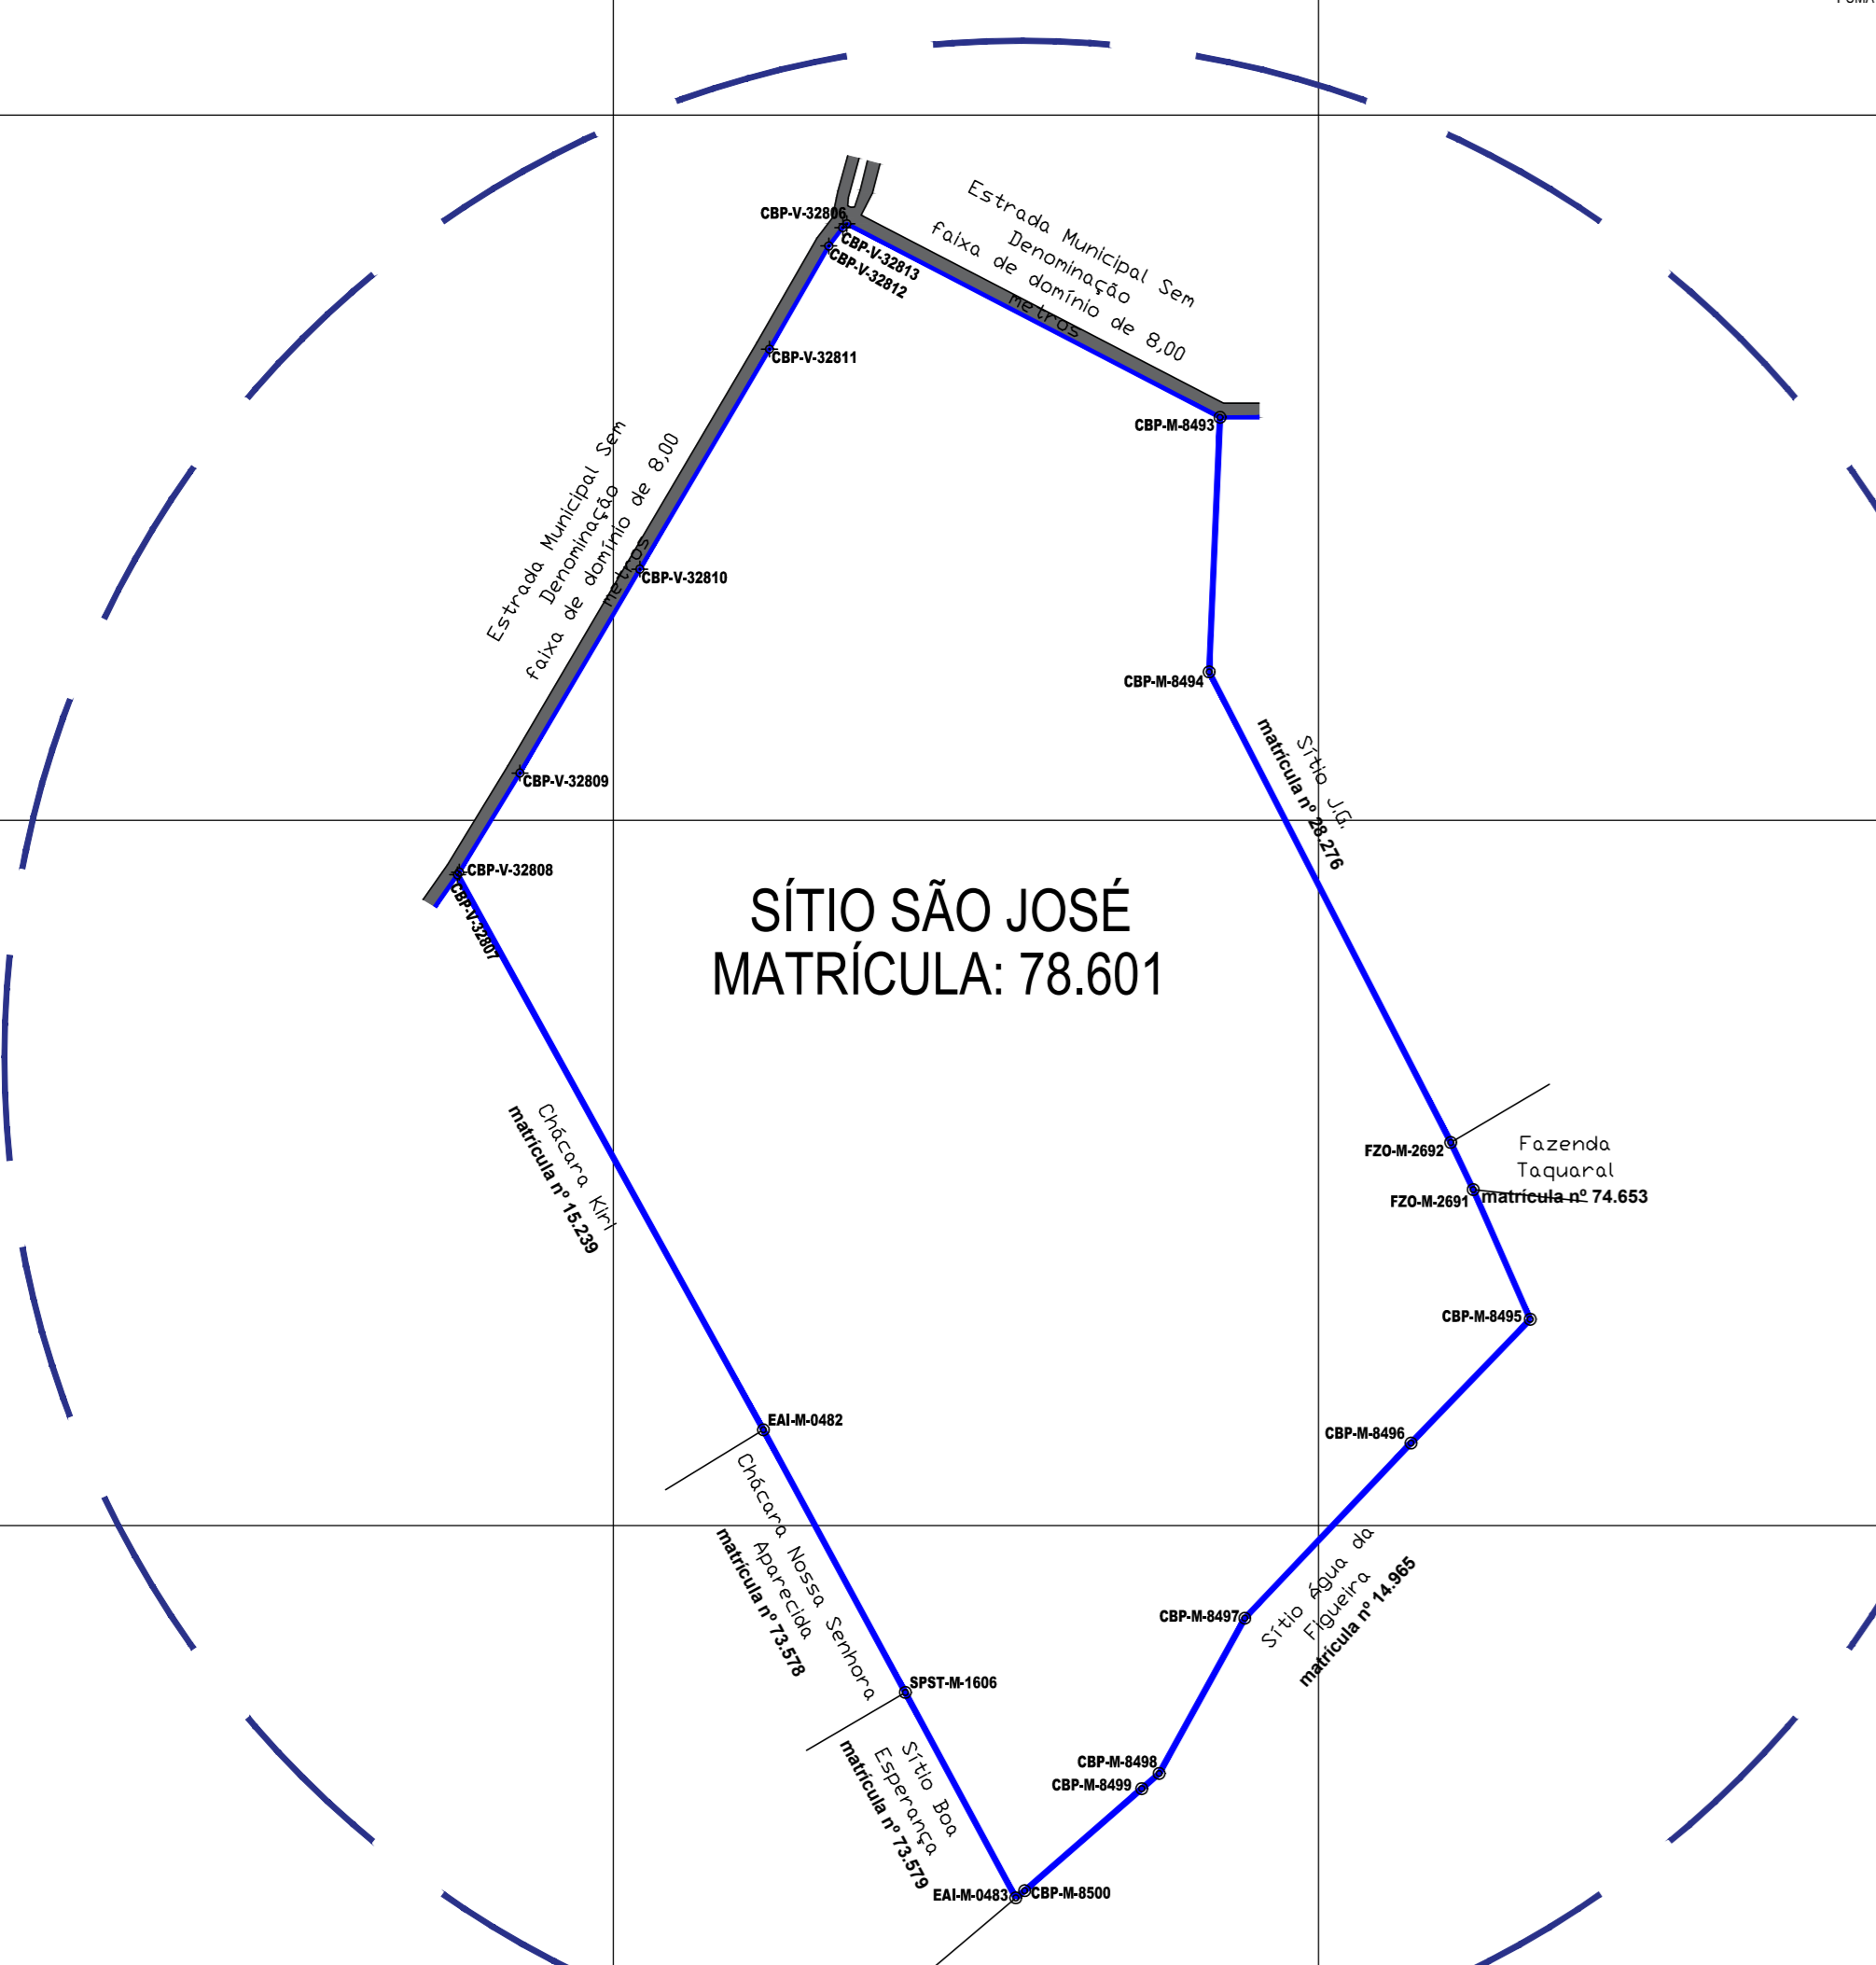 CBP-V-32806
CBP-V-32813
CBP-V-32812
Estrada Municipal Sem
Denominação
faixa de domínio de 8,00
metros
CBP-V-32811
CBP-M-8493
Estrada Municipal Sem
Denominação
faixa de domínio de 8,00
metros
CBP-V-32810
CBP-M-8494
CBP-V-32809
Sítio J.G.
matrícula nº 28.276
CBP-V-32808
CBP-V-32807
SÍTIO SÃO JOSÉ
MATRÍCULA: 78.601
Chácara Kiri
matrícula nº 15.239
FZO-M-2692
Fazenda
Taquaral
matrícula nº 74.653
FZO-M-2691
CBP-M-8495
EAI-M-0482
CBP-M-8496
Chácara Nossa Senhora
Aparecida
matrícula nº 73.578
Sítio Água da
Figueira
matrícula nº 14.965
CBP-M-8497
SPST-M-1606
Sítio Boa
Esperança
matrícula nº 73.579
CBP-M-8498
CBP-M-8499
EAI-M-0483
CBP-M-8500